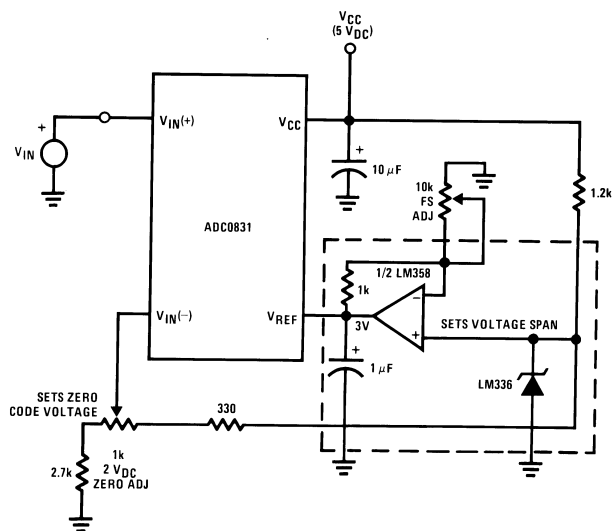 VCC
(5 VDC)
VIN(+)
VCC
+
VIN
+
10 μF
10k
FS
ADJ
1.2k
ADC0831
1/2 LM358
1k
−
VIN(−)
VREF
3V
+
SETS VOLTAGE SPAN
+
1 μF
LM336
SETS ZERO
CODE VOLTAGE
330
1k
2 VDC
ZERO ADJ
2.7k